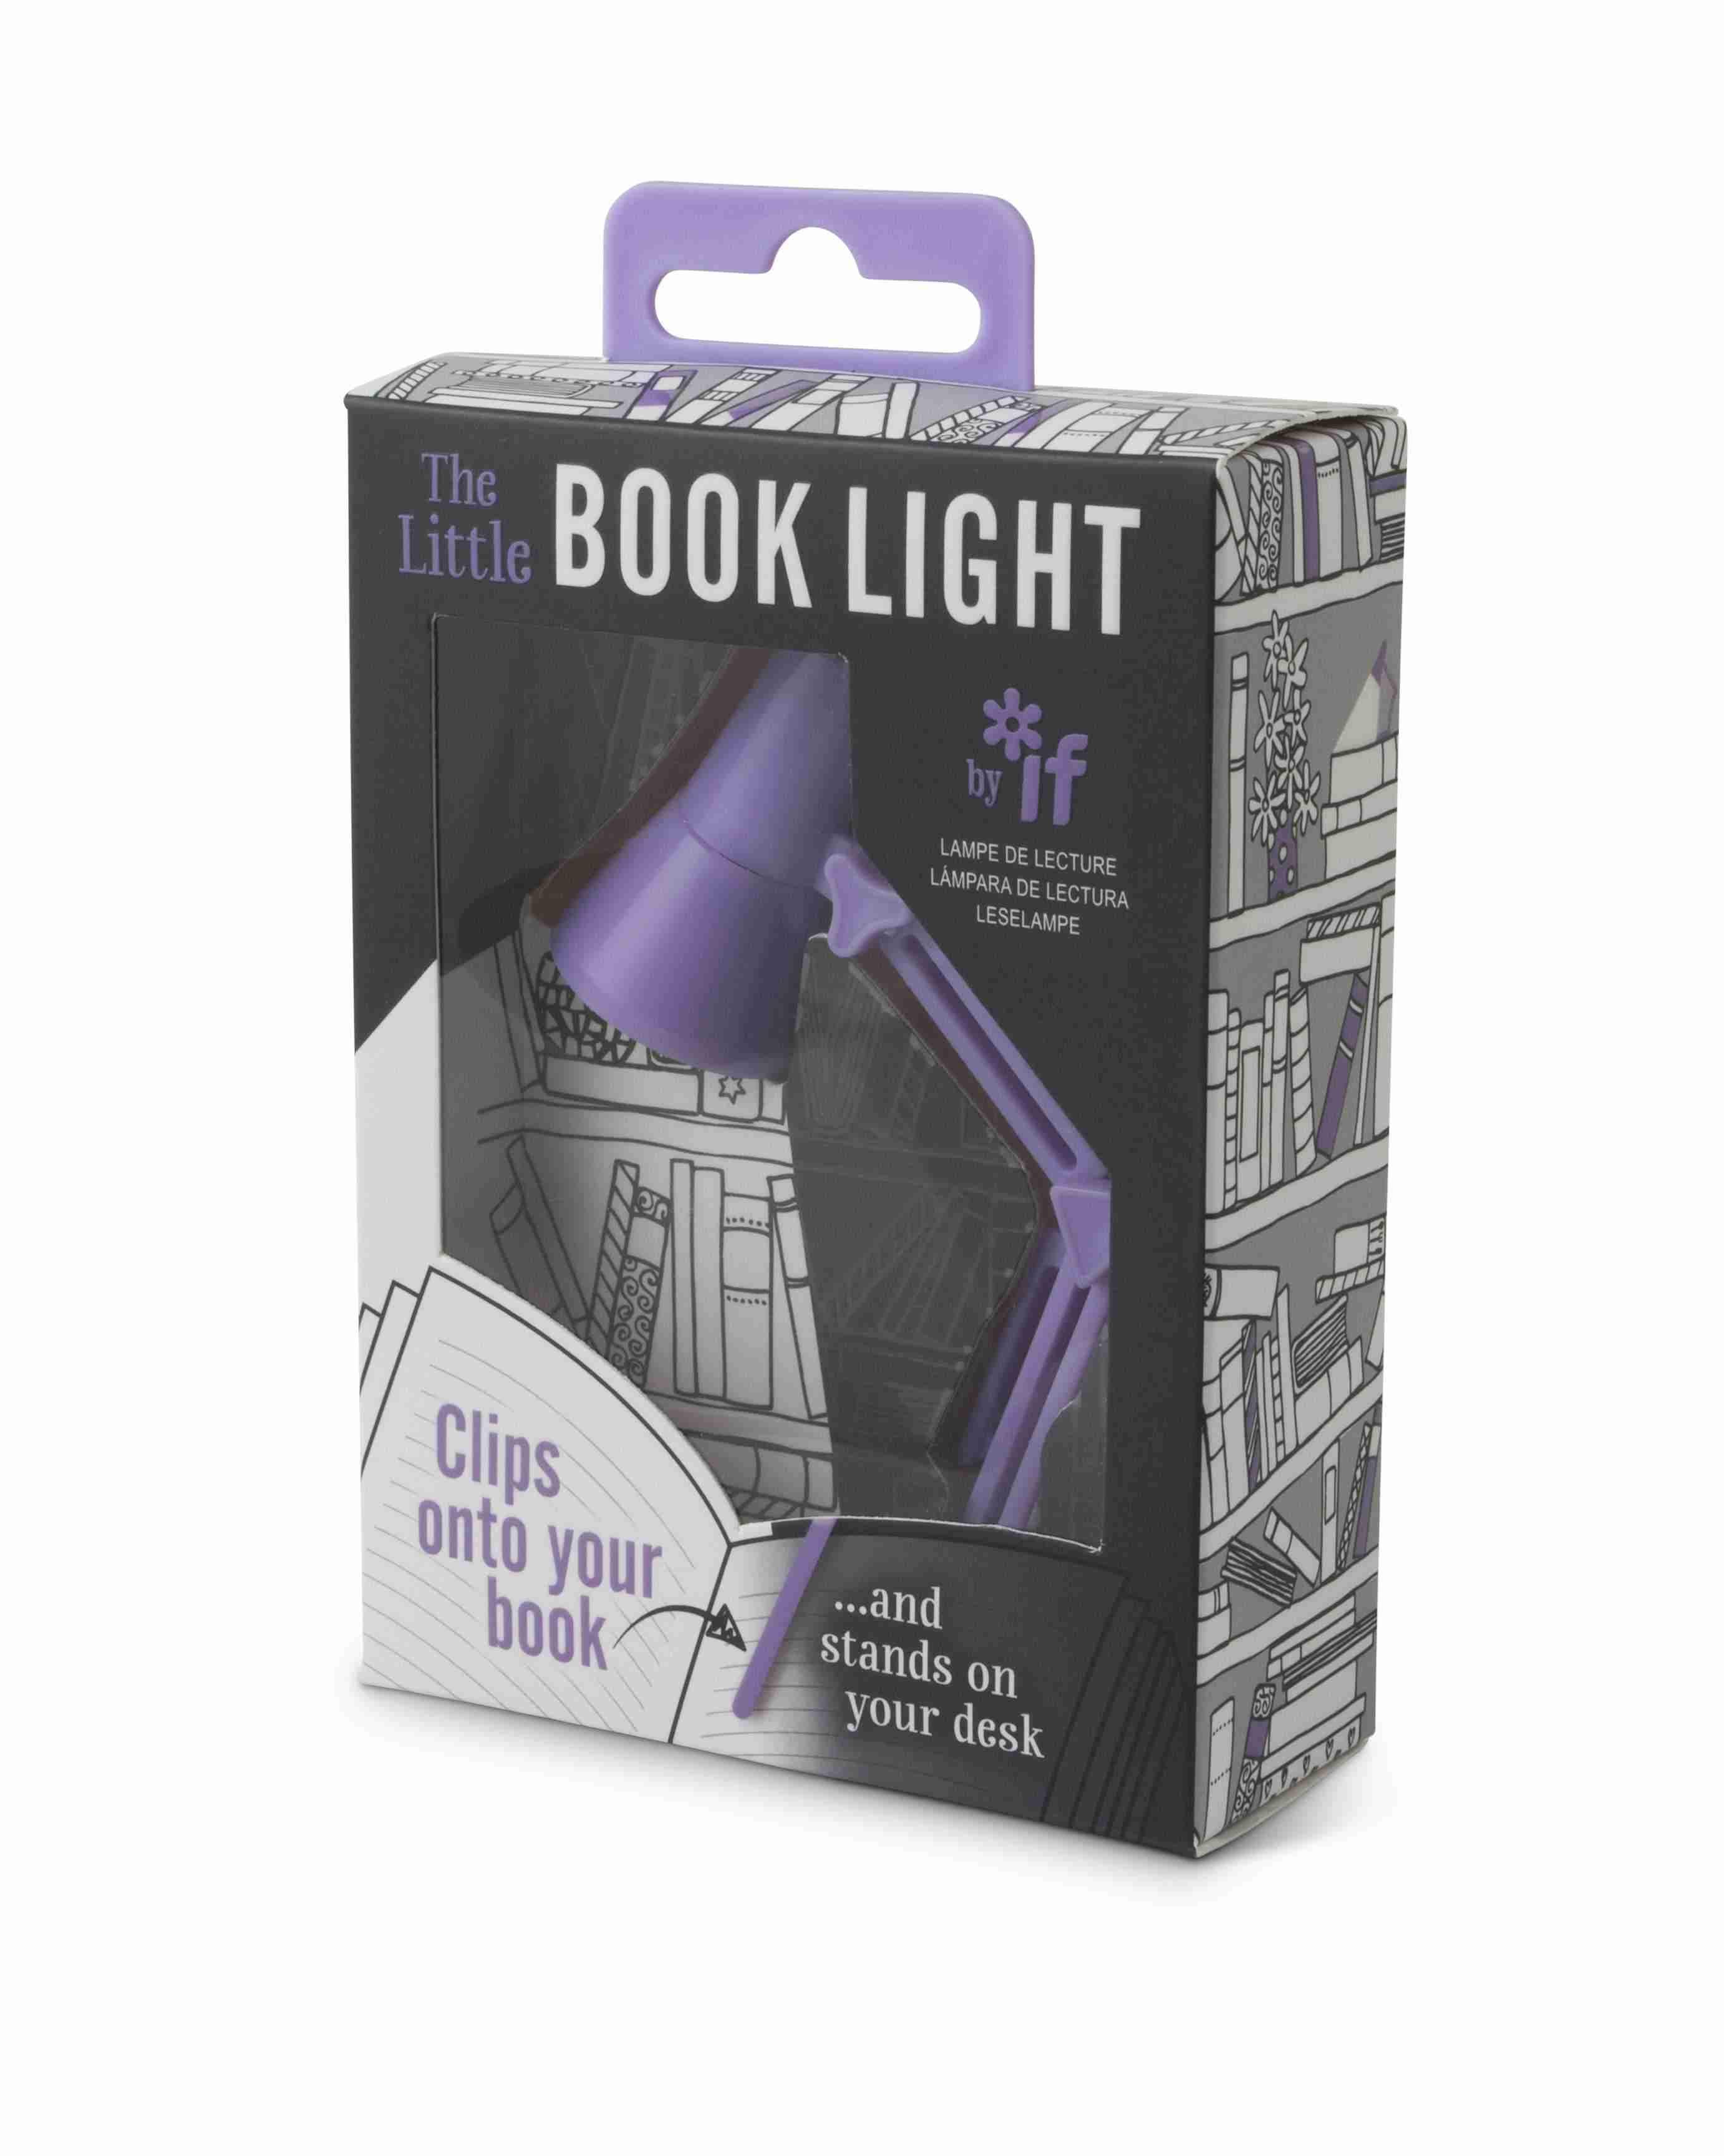 The
Little
BOOK LIGHT
by if
LAMPE DE LECTURE
LÁMPARA DE LECTURA
LESELAMPE
Clips
onto your
book
...and
stands on
your desk